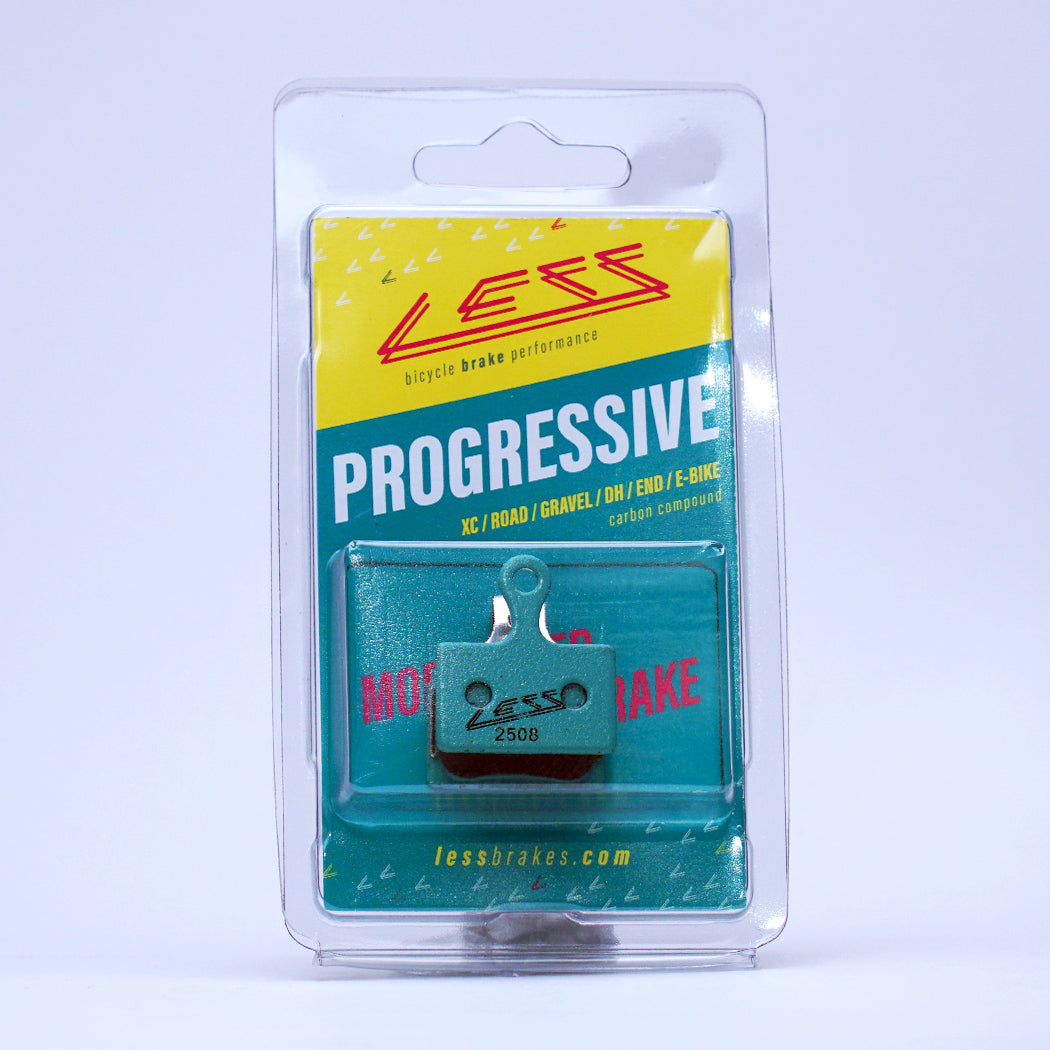 LESS
bicycle brake performance
PROGRESSIVE
XC / ROAD / GRAVEL / DH / END / E-BIKE
carbon compound
LESS
2508
lessbrakes.com